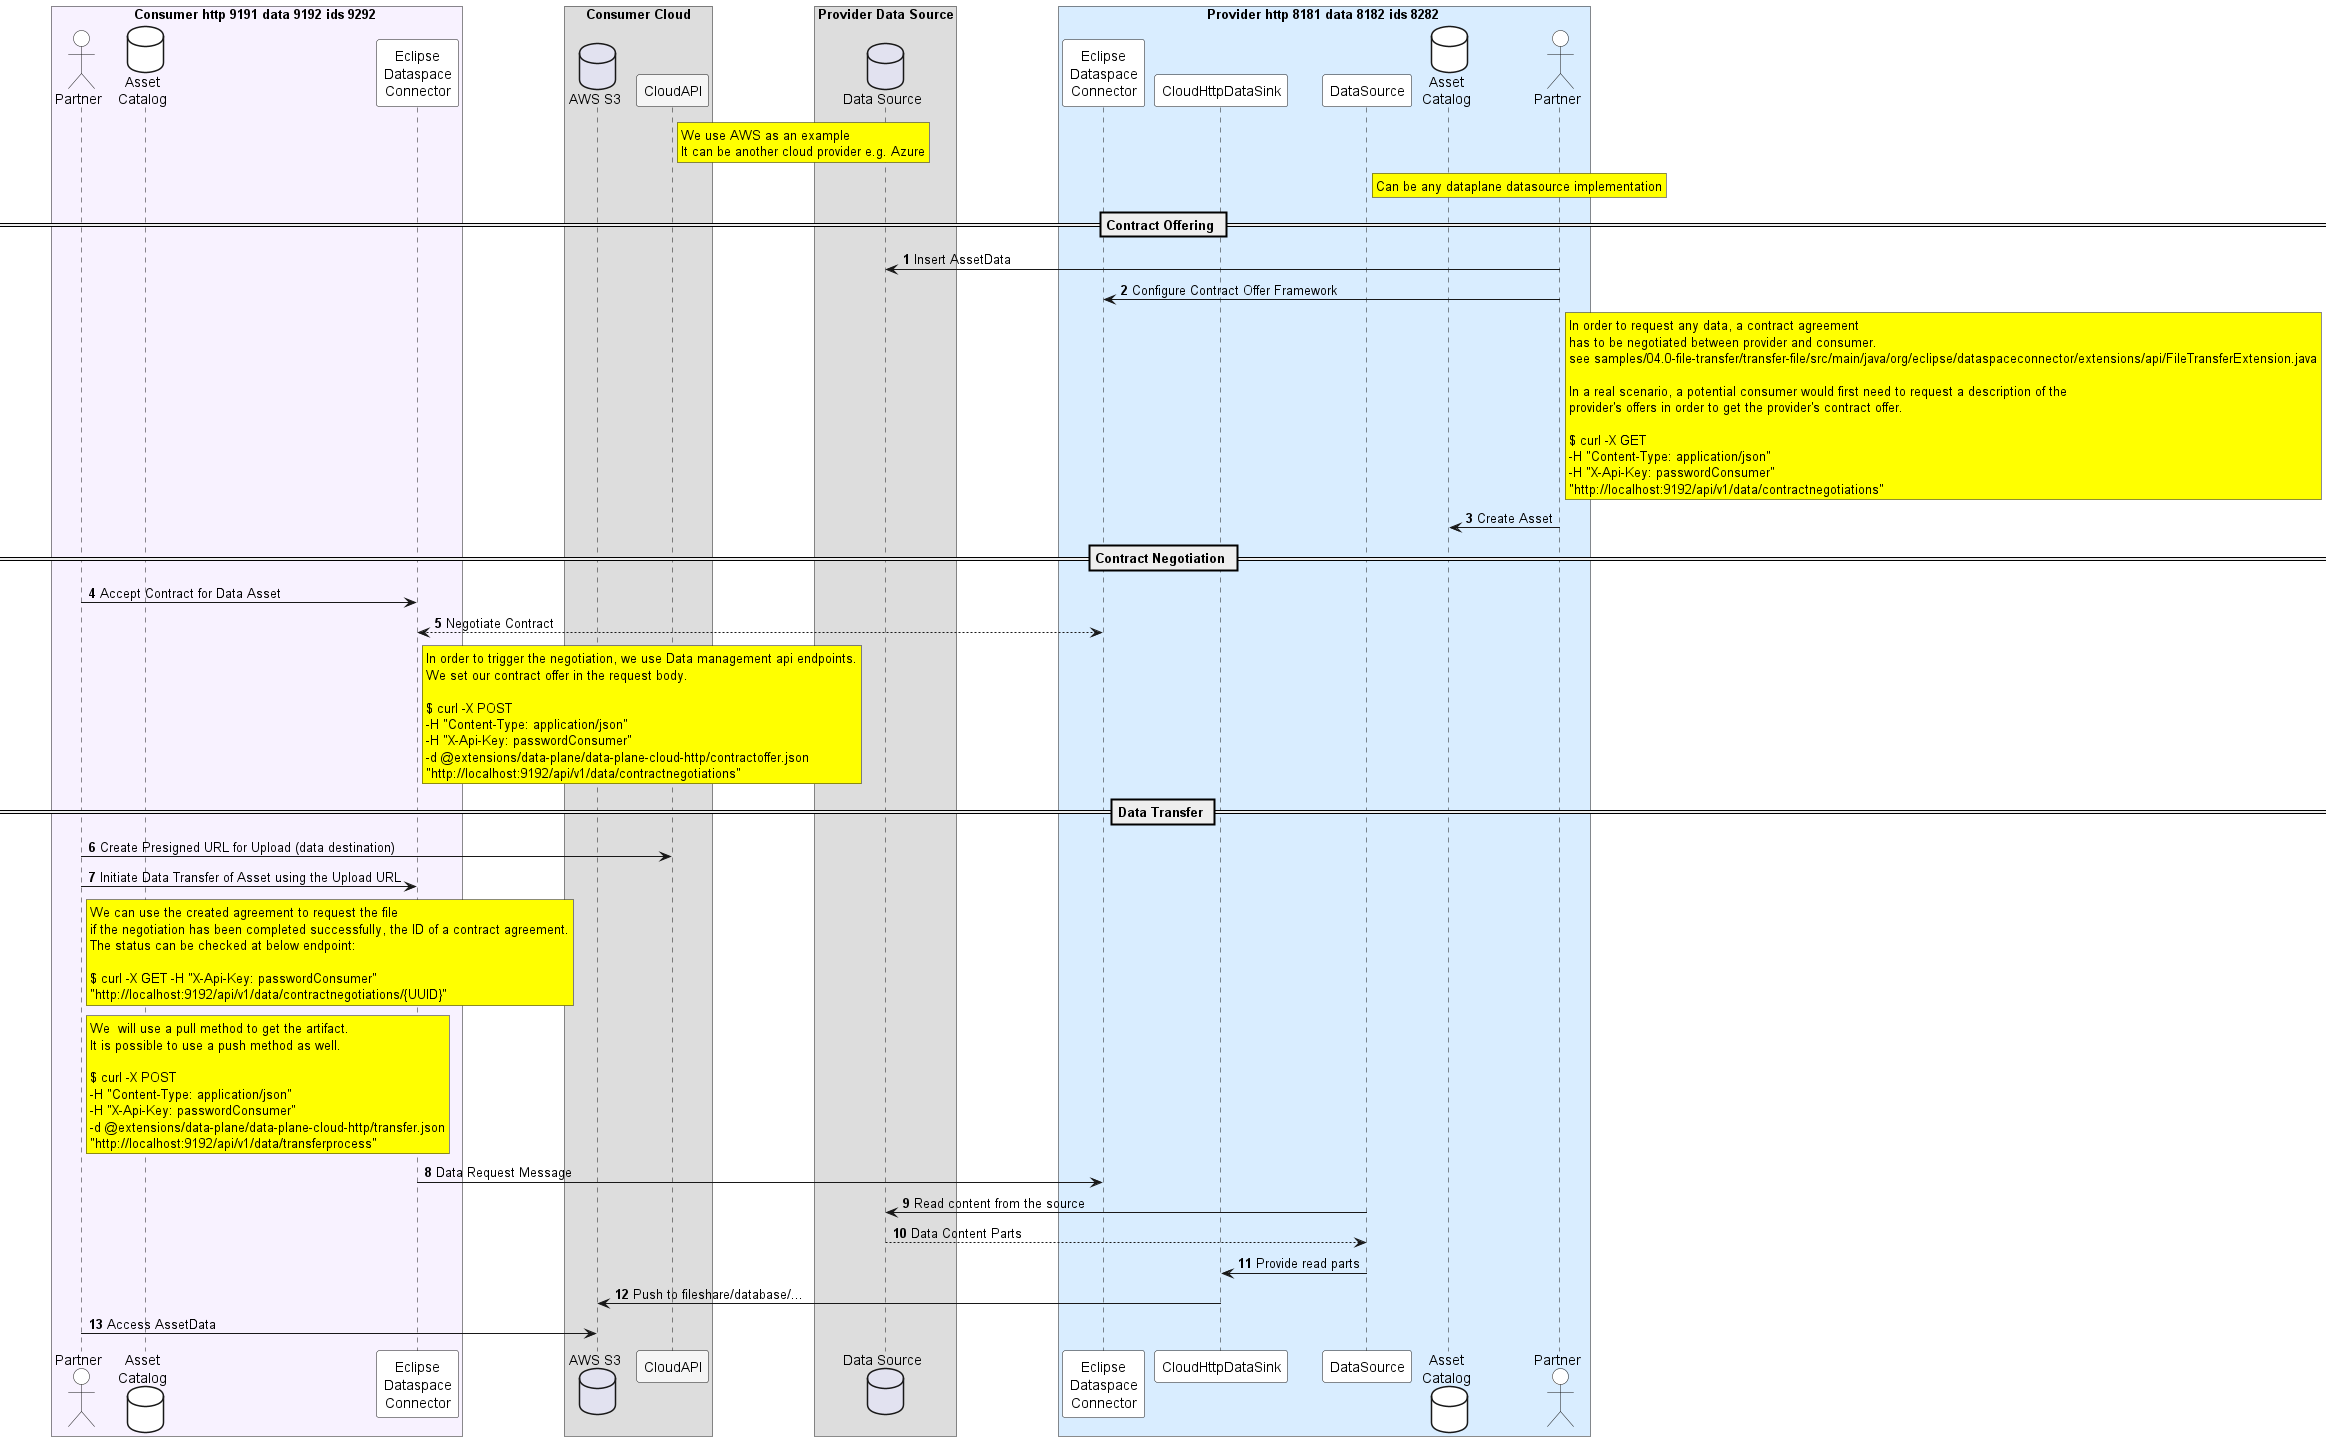 Consumer http 9191 data 9192 ids 9292
Consumer Cloud
Provider Data Source
Provider http 8181 data 8182 ids 8282
Partner
Asset
Catalog
Eclipse
Dataspace
Connector
AWS S3
CloudAPI
Data Source
Eclipse
Dataspace
Connector
CloudHttpDataSink
DataSource
Asset
Catalog
Partner
We use AWS as an example
It can be another cloud provider e.g. Azure
Can be any dataplane datasource implementation
Contract Offering
1 Insert AssetData
2 Configure Contract Offer Framework
In order to request any data, a contract agreement
has to be negotiated between provider and consumer.
see samples/04.0-file-transfer/transfer-file/src/main/java/org/eclipse/dataspaceconnector/extensions/api/FileTransferExtension.java
In a real scenario, a potential consumer would first need to request a description of the
provider's offers in order to get the provider's contract offer.
$ curl -X GET
-H "Content-Type: application/json"
-H "X-Api-Key: passwordConsumer"
"http://localhost:9192/api/v1/data/contractnegotiations"
3 Create Asset
Contract Negotiation
4 Accept Contract for Data Asset
5 Negotiate Contract
In order to trigger the negotiation, we use Data management api endpoints.
We set our contract offer in the request body.
$ curl -X POST
-H "Content-Type: application/json"
-H "X-Api-Key: passwordConsumer"
-d @extensions/data-plane/data-plane-cloud-http/contractoffer.json
"http://localhost:9192/api/v1/data/contractnegotiations"
Data Transfer
6 Create Presigned URL for Upload (data destination)
7 Initiate Data Transfer of Asset using the Upload URL
We can use the created agreement to request the file
if the negotiation has been completed successfully, the ID of a contract agreement.
The status can be checked at below endpoint:
$ curl -X GET -H "X-Api-Key: passwordConsumer"
"http://localhost:9192/api/v1/data/contractnegotiations/{UUID}"
We  will use a pull method to get the artifact.
It is possible to use a push method as well.
$ curl -X POST
-H "Content-Type: application/json"
-H "X-Api-Key: passwordConsumer"
-d @extensions/data-plane/data-plane-cloud-http/transfer.json
"http://localhost:9192/api/v1/data/transferprocess"
8 Data Request Message
9 Read content from the source
10 Data Content Parts
11 Provide read parts
12 Push to fileshare/database/...
13 Access AssetData
Partner
Asset
Catalog
Eclipse
Dataspace
Connector
AWS S3
CloudAPI
Data Source
Eclipse
Dataspace
Connector
CloudHttpDataSink
DataSource
Asset
Catalog
Partner